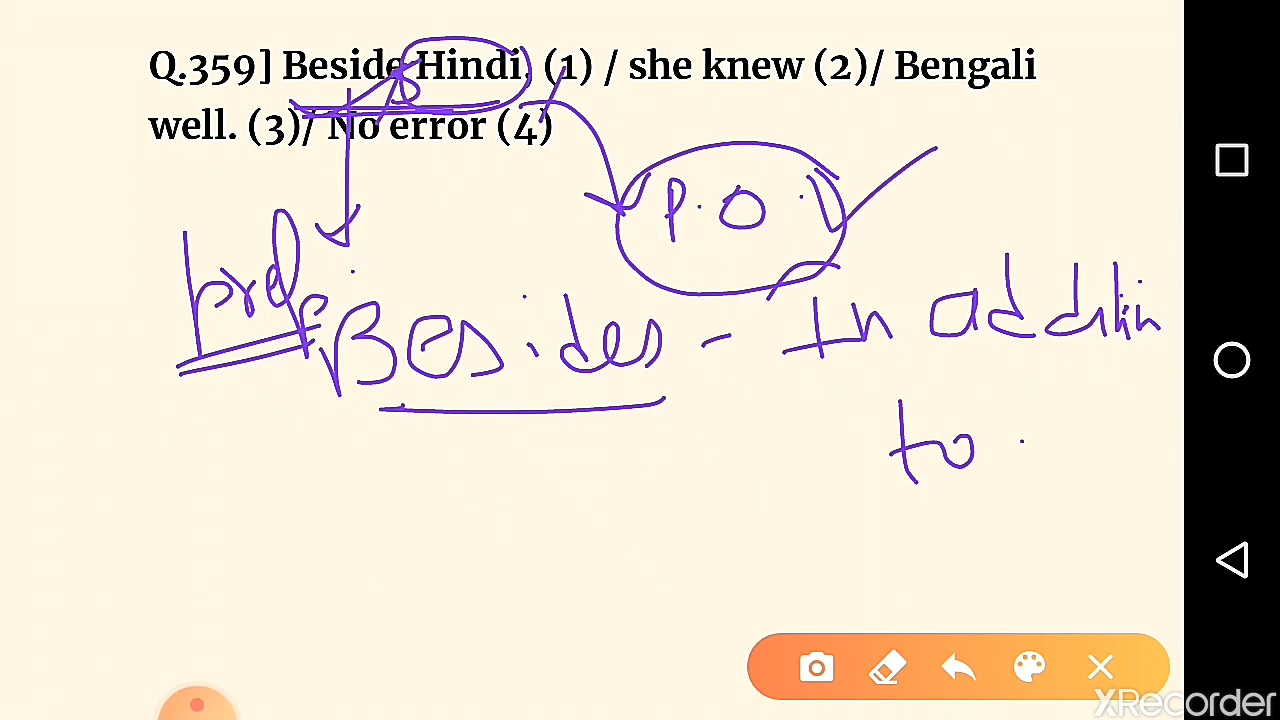 Q.359] Beside Hindi, (1) / she knew (2)/ Bengali
well. (3)/ No error (4)
s
P.O.
prep
Besides - In addition
to.
XRecorder